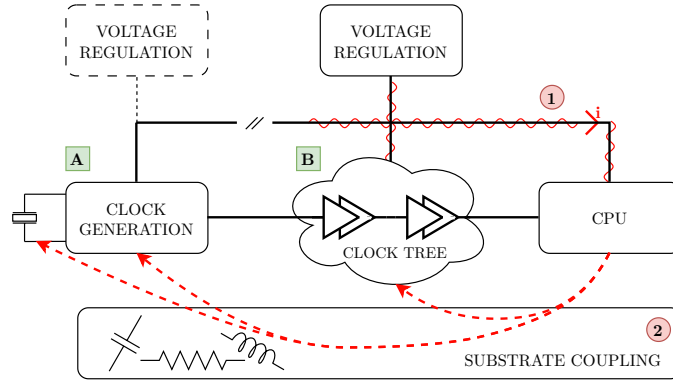 VOLTAGE
REGULATION
VOLTAGE
REGULATION
1
i
A
B
CLOCK
GENERATION
CLOCK TREE
CPU
2
SUBSTRATE COUPLING